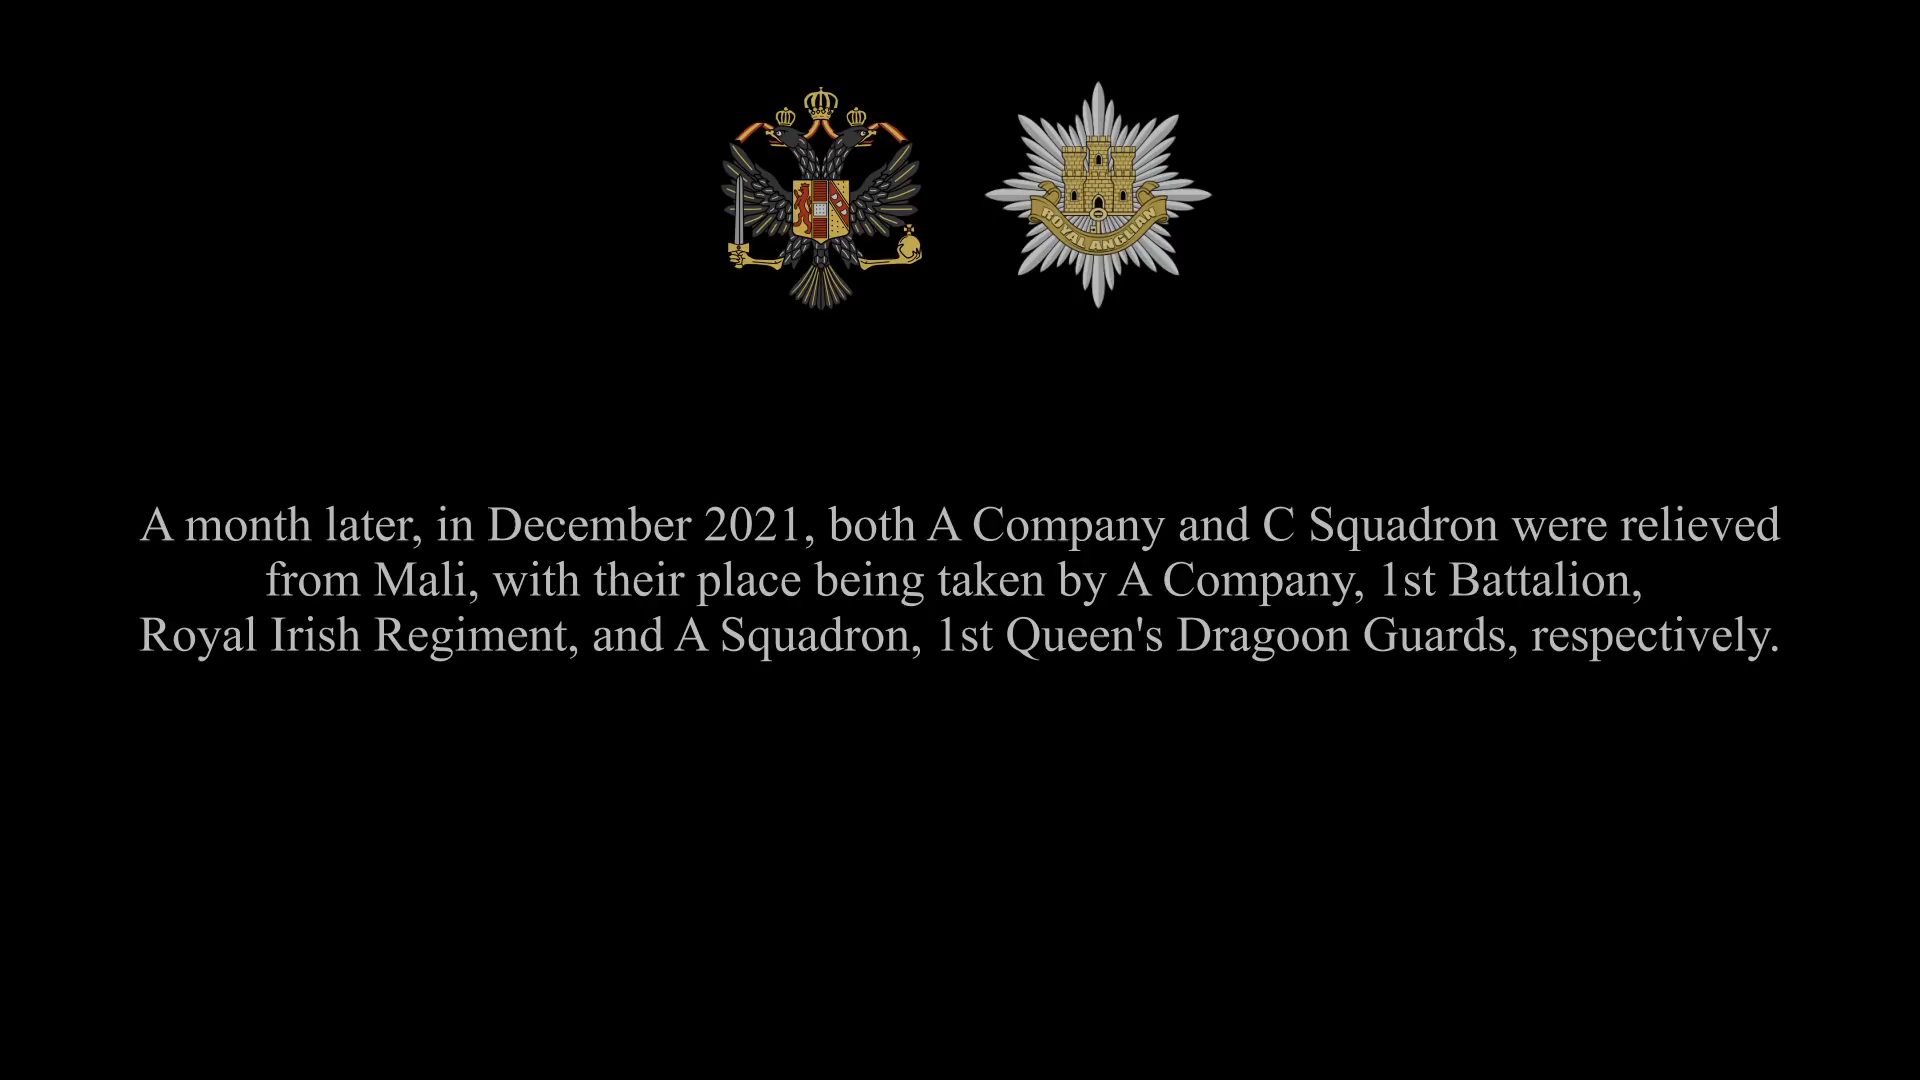 ROYAL ANGLIAN
A month later, in December 2021, both A Company and C Squadron were relieved
from Mali, with their place being taken by A Company, 1st Battalion,
Royal Irish Regiment, and A Squadron, 1st Queen's Dragoon Guards, respectively.